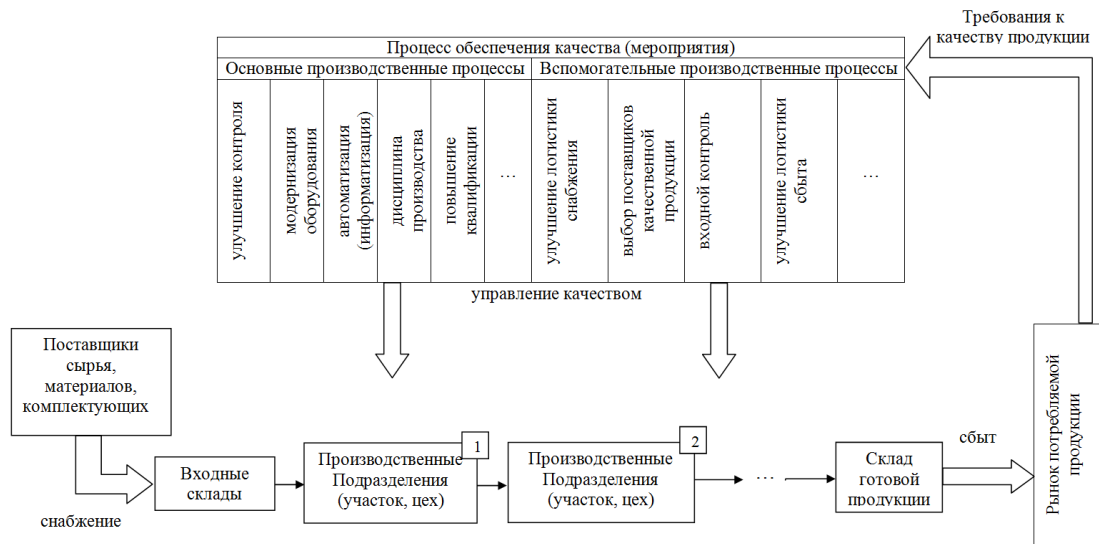 Требования к
качеству продукции
Процесс обеспечения качества (мероприятия)
Основные производственные процессы
Вспомогательные производственные процессы
улучшение контроля
модернизация
оборудования
автоматизация
(информатизация)
дисциплина
производства
повышение
квалификации
...
улучшение логистики
снабжения
выбор поставщиков
качественной
продукции
входной контроль
улучшение логистики
сбыта
...
управление качеством
Поставщики
сырья,
материалов,
комплектующих
снабжение
Входные
склады
1
Производственные
Подразделения
(участок, цех)
2
Производственные
Подразделения
(участок, цех)
...
Склад
готовой
продукции
сбыт
Рынок потребляемой
продукции